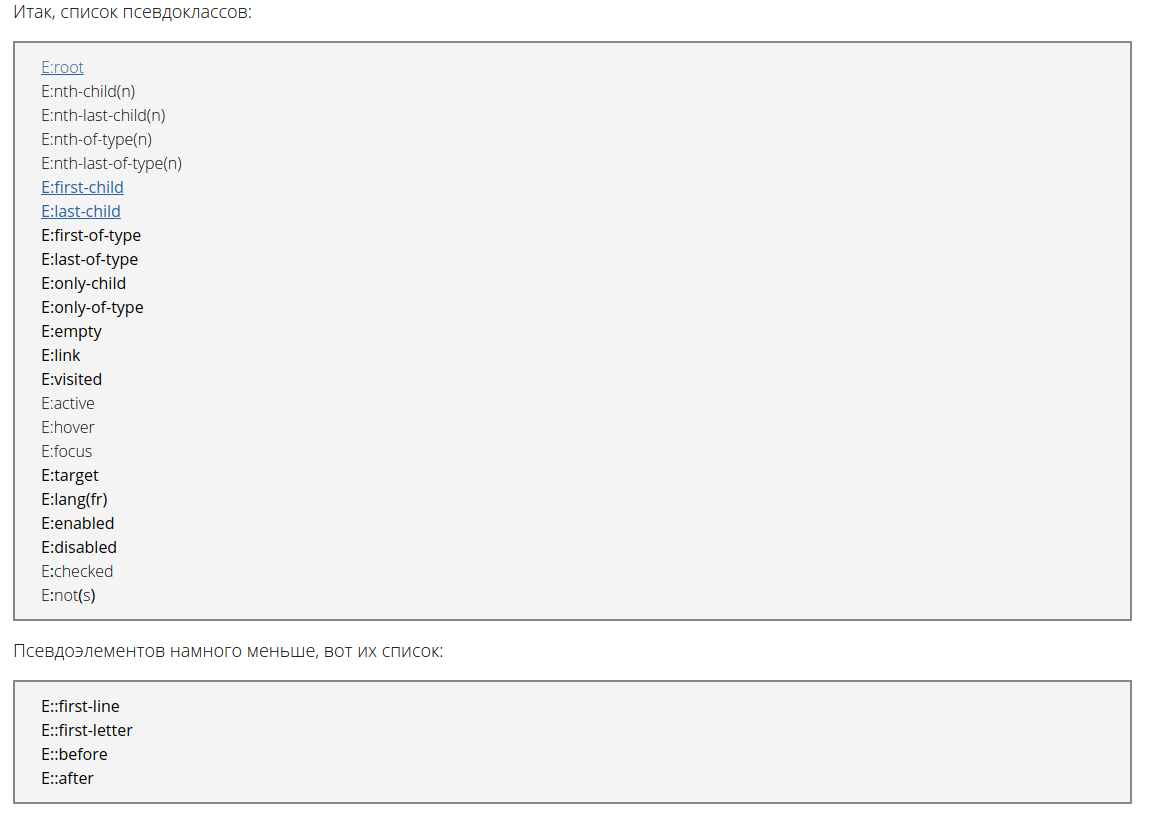 Итак, список псевдоклассов:
E:root
E:nth-child(n)
E:nth-last-child(n)
E:nth-of-type(n)
E:nth-last-of-type(n)
E:first-child
E:last-child
E:first-of-type
E:last-of-type
E:only-child
E:only-of-type
E:empty
E:link
E:visited
E:active
E:hover
E:focus
E:target
E:lang(fr)
E:enabled
E:disabled
E:checked
E:not(s)
Псевдоэлементов намного меньше, вот их список:
E::first-line
E::first-letter
E::before
E::after